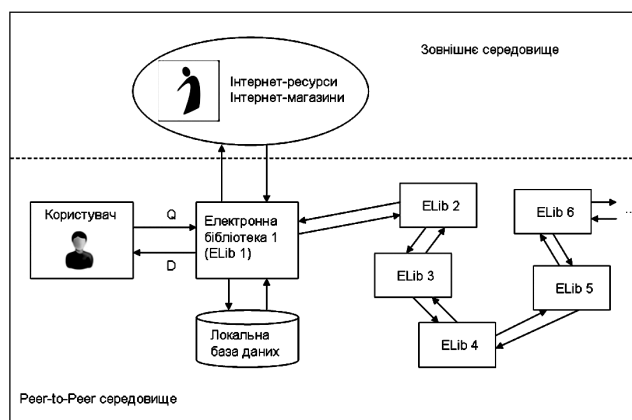 Зовнішнє середовище
Інтернет-ресурси
Інтернет-магазини
Користувач
Q
D
Електронна
бібліотека 1
(ELib 1)
Локальна
база даних
ELib 2
ELib 3
ELib 4
ELib 5
ELib 6
...
Peer-to-Peer середовище